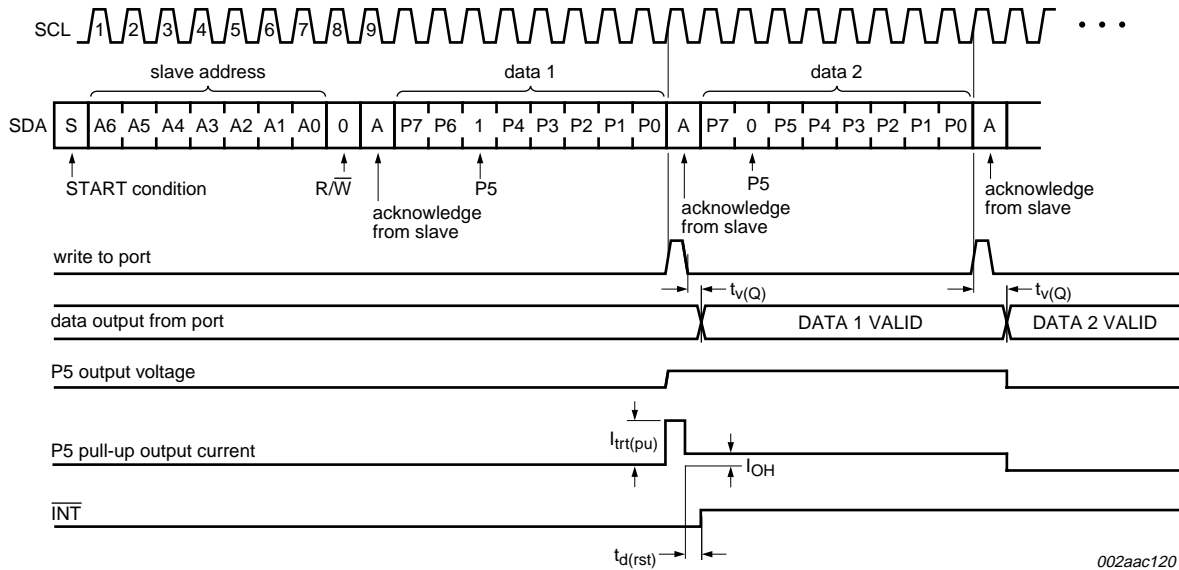 SCL 1 2 3 4 5 6 7 8 9
slave address data 1 data 2
SDA S A6 A5 A4 A3 A2 A1 A0 0 A P7 P6 1 P4 P3 P2 P1 P0 A P7 0 P5 P4 P3 P2 P1 P0 A
START condition R/W P5 P5
acknowledge from slave
acknowledge from slave
acknowledge from slave
write to port
tv(Q) tv(Q)
data output from port DATA 1 VALID DATA 2 VALID
P5 output voltage
P5 pull-up output current Itrt(pu) IOH
INT
td(rst)
002aac120